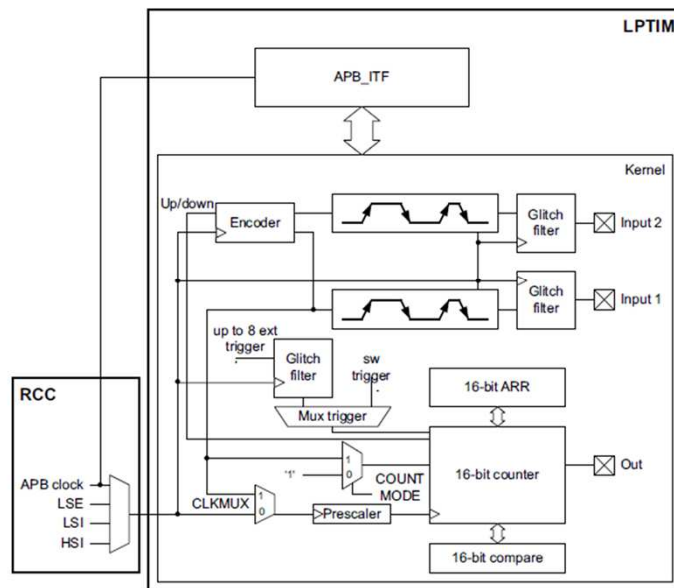 LPTIM
APB_ITF
Kernel
Up/down
Encoder
Glitch
filter
Input 2
Glitch
filter
Input 1
up to 8 ext
trigger
Glitch
filter
sw
trigger
Mux trigger
16-bit ARR
RCC
APB clock
LSE
LSI
HSI
CLKMUX
1
0
'1'
1
0
COUNT
MODE
Prescaler
16-bit counter
Out
16-bit compare